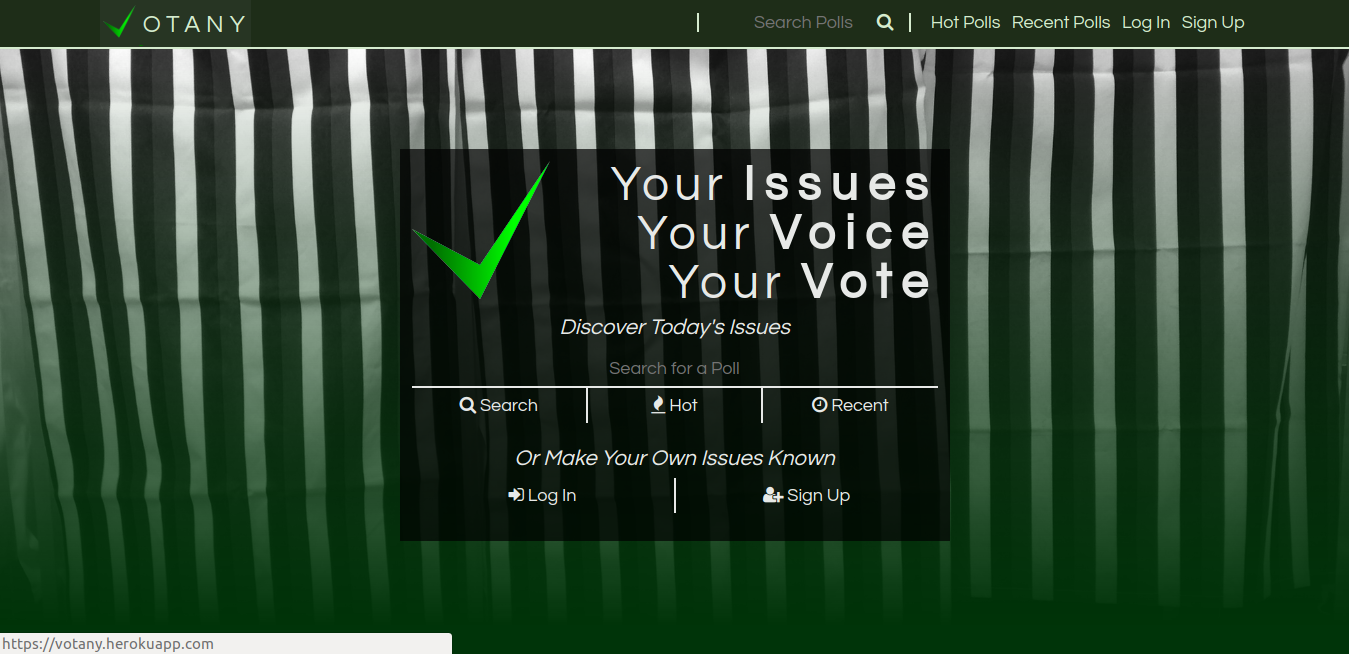 OTANY
Search Polls
Hot Polls Recent Polls Log In Sign Up
Your Issues
Your Voice
Your Vote
Discover Today's Issues
Search for a Poll
Search Hot Recent
Or Make Your Own Issues Known
Log In Sign Up
https://votany.herokuapp.com